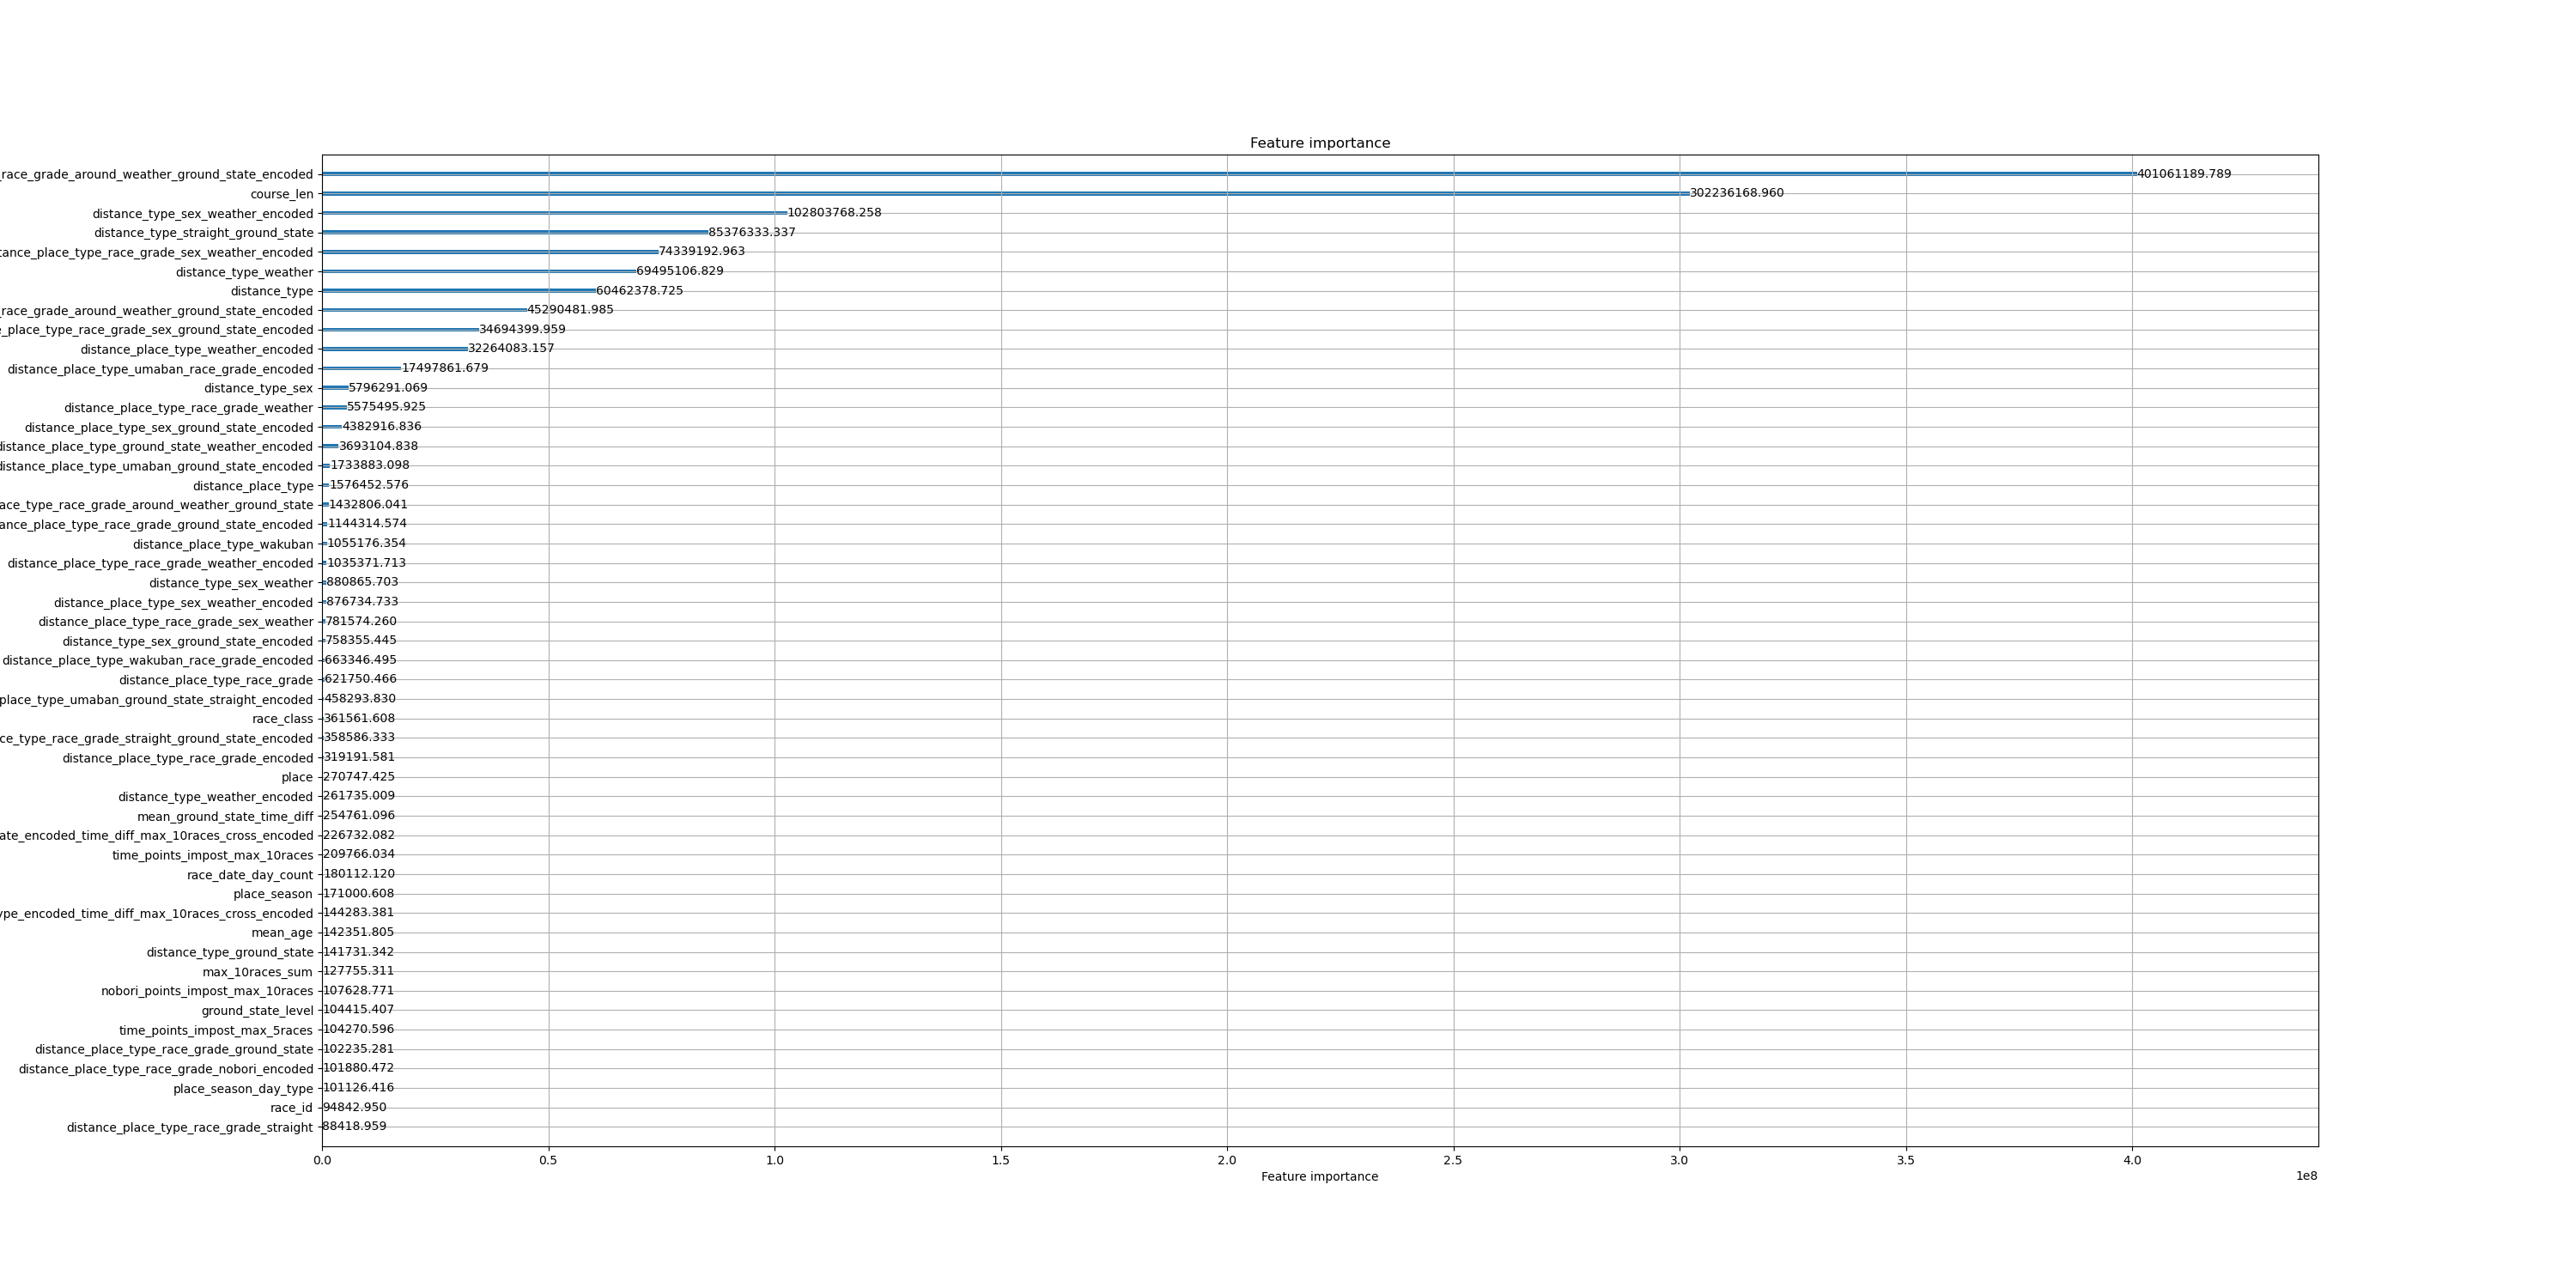 Feature importance
race_grade_around_weather_ground_state_encoded 401061189.789
course_len 302236168.960
distance_type_sex_weather_encoded 102803768.258
distance_type_straight_ground_state 85376333.337
tance_place_type_race_grade_sex_weather_encoded 74339192.963
distance_type_weather 69495106.829
distance_type 60462378.725
race_grade_around_weather_ground_state_encoded 45290481.985
_place_type_race_grade_sex_ground_state_encoded 34694399.959
distance_place_type_weather_encoded 32264083.157
distance_place_type_umaban_race_grade_encoded 17497861.679
distance_type_sex 5796291.069
distance_place_type_race_grade_weather 5575495.925
distance_place_type_sex_ground_state_encoded 4382916.836
distance_place_type_ground_state_weather_encoded 3693104.838
distance_place_type_umaban_ground_state_encoded 1733883.098
distance_place_type 1576452.576
ace_type_race_grade_around_weather_ground_state 1432806.041
ance_place_type_race_grade_ground_state_encoded 1144314.574
distance_place_type_wakuban 1055176.354
distance_place_type_race_grade_weather_encoded 1035371.713
distance_type_sex_weather 880865.703
distance_place_type_sex_weather_encoded 876734.733
distance_place_type_race_grade_sex_weather 781574.260
distance_type_sex_ground_state_encoded 758355.445
distance_place_type_wakuban_race_grade_encoded 663346.495
distance_place_type_race_grade 621750.466
place_type_umaban_ground_state_straight_encoded 458293.830
race_class 361561.608
ce_type_race_grade_straight_ground_state_encoded 358586.333
distance_place_type_race_grade_encoded 319191.581
place 270747.425
distance_type_weather_encoded 261735.009
mean_ground_state_time_diff 254761.096
ate_encoded_time_diff_max_10races_cross_encoded 226732.082
time_points_impost_max_10races 209766.034
race_date_day_count 180112.120
place_season 171000.608
ype_encoded_time_diff_max_10races_cross_encoded 144283.381
mean_age 142351.805
distance_type_ground_state 141731.342
max_10races_sum 127755.311
nobori_points_impost_max_10races 107628.771
ground_state_level 104415.407
time_points_impost_max_5races 104270.596
distance_place_type_race_grade_ground_state 102235.281
distance_place_type_race_grade_nobori_encoded 101880.472
place_season_day_type 101126.416
race_id 94842.950
distance_place_type_race_grade_straight 88418.959
0.0 0.5 1.0 1.5 2.0 2.5 3.0 3.5 4.0
Feature importance
1e8